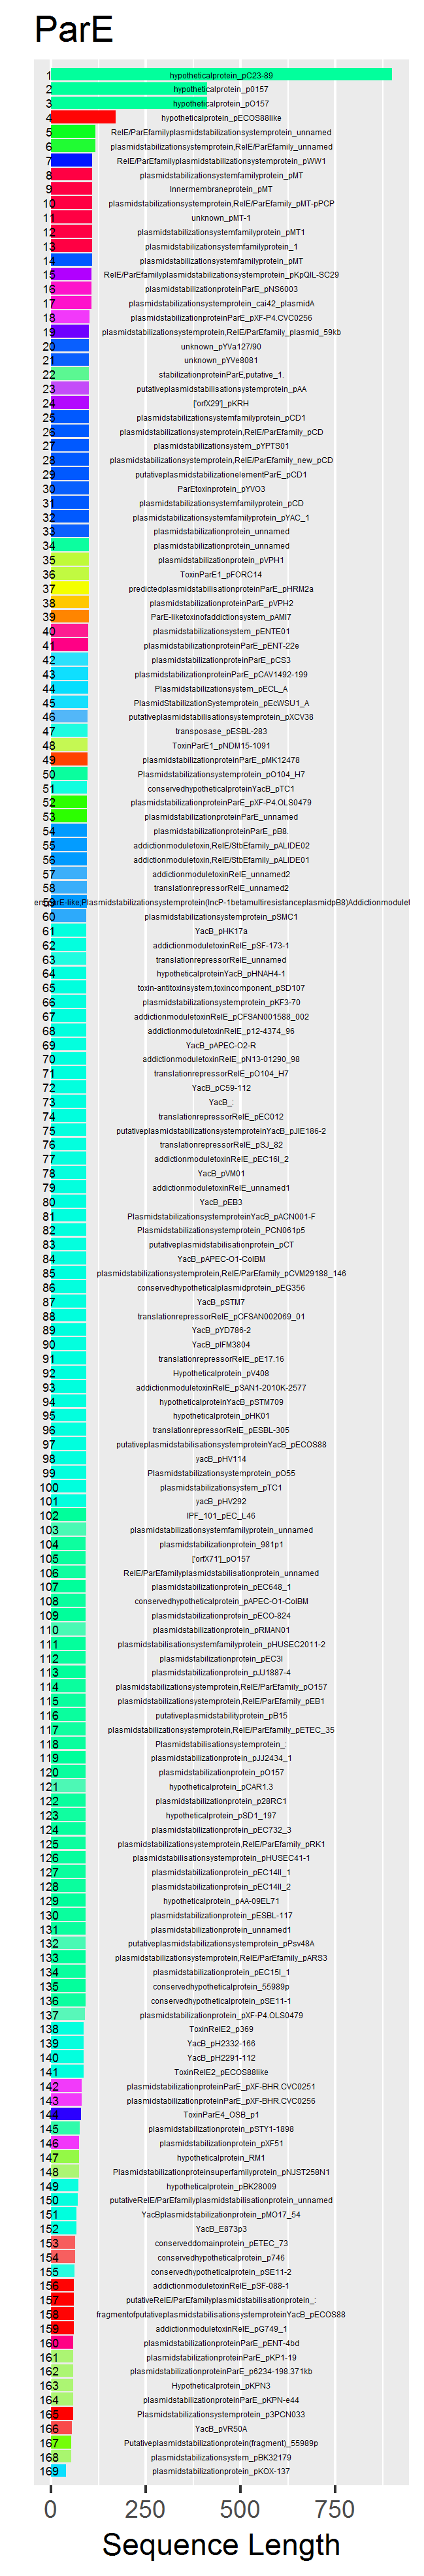 ParE
1 hypotheticalprotein_pC23-89
2 hypotheticalprotein_p0157
3 hypotheticalprotein_pO157
4 hypotheticalprotein_pECOS88like
5 RelE/ParEfamilyplasmidstabilizationsystemprotein_unnamed
6 plasmidstabilizationsystemprotein,RelE/ParEfamily_unnamed
7 RelE/ParEfamilyplasmidstabilizationsystemprotein_pWW1
8 plasmidstabilizationsystemfamilyprotein_pMT
9 Innermembraneprotein_pMT
10 plasmidstabilizationsystemprotein,RelE/ParEfamily_pMT-pPCP
11 unknown_pMT-1
12 plasmidstabilizationsystemfamilyprotein_pMT1
13 plasmidstabilizationsystemfamilyprotein_1
14 plasmidstabilizationsystemfamilyprotein_pMT
15 RelE/ParEfamilyplasmidstabilizationsystemprotein_pKpQIL-SC29
16 plasmidstabilizationproteinParE_pNS6003
17 plasmidstabilizationsystemprotein_cai42_plasmidA
18 plasmidstabilizationproteinParE_pXF-P4.CVC0256
19 plasmidstabilizationsystemprotein,RelE/ParEfamily_plasmid_59kb
20 unknown_pYVa127/90
21 unknown_pYVe8081
22 stabilizationproteinParE,putative_1.
23 putativeplasmidstabilisationsystemprotein_pAA
24 ['orfX29']_pKRH
25 plasmidstabilizationsystemfamilyprotein_pCD1
26 plasmidstabilizationsystemprotein,RelE/ParEfamily_pCD
27 plasmidstabilizationsystem_pYPTS01
28 plasmidstabilizationsystemprotein,RelE/ParEfamily_new_pCD
29 putativeplasmidstabilizationelementParE_pCD1
30 ParEtoxinprotein_pYVO3
31 plasmidstabilizationsystemfamilyprotein_pCD
32 plasmidstabilizationsystemfamilyprotein_pYAC_1
33 plasmidstabilizationprotein_unnamed
34 plasmidstabilizationprotein_unnamed
35 plasmidstabilizationprotein_pVPH1
36 ToxinParE1_pFORC14
37 predictedplasmidstabilisationproteinParE_pHRM2a
38 plasmidstabilizationproteinParE_pVPH2
39 ParE-liketoxinofaddictionsystem_pAMI7
40 plasmidstabilizationsystem_pENTE01
41 plasmidstabilizationproteinParE_pENT-22e
42 plasmidstabilizationproteinParE_pCS3
43 plasmidstabilizationproteinParE_pCAV1492-199
44 Plasmidstabilizationsystem_pECL_A
45 PlasmidStabilizationSystemprotein_pEcWSU1_A
46 putativeplasmidstabilisationsystemprotein_pXCV38
47 transposase_pESBL-283
48 ToxinParE1_pNDM15-1091
49 plasmidstabilizationproteinParE_pMK12478
50 Plasmidstabilizationsystemprotein_pO104_H7
51 conservedhypotheticalproteinYacB_pTC1
52 plasmidstabilizationproteinParE_pXF-P4.OLS0479
53 plasmidstabilizationproteinParE_unnamed
54 plasmidstabilizationproteinParE_pB8
55 addictionmoduletoxin,RelE/StbEfamily_pALIDE02
56 addictionmoduletoxin,RelE/StbEfamily_pALIDE01
57 addictionmoduletoxinRelE_unnamed2
58 translationrepressorRelE_unnamed2
59 ParE-like;Plasmidstabilizationsystemprotein(IncP-1betamultiresistanceplasmidpB8)Addictionmodulet
60 plasmidstabilizationsystemprotein_pSMC1
61 YacB_pHK17a
62 addictionmoduletoxinRelE_pSF-173-1
63 translationrepressorRelE_unnamed
64 hypotheticalproteinYacB_pHNAH4-1
65 toxin-antitoxinsystem,toxincomponent_pSD107
66 plasmidstabilizationsystemprotein_pKF3-70
67 addictionmoduletoxinRelE_pCFSAN001588_002
68 addictionmoduletoxinRelE_p12-4374_96
69 YacB_pAPEC-O2-R
70 addictionmoduletoxinRelE_pN13-01290_98
71 translationrepressorRelE_pO104_H7
72 YacB_pC59-112
73 YacB_:
74 translationrepressorRelE_pEC012
75 putativeplasmidstabilizationsystemproteinYacB_pJIE186-2
76 translationrepressorRelE_pSJ_82
77 addictionmoduletoxinRelE_pEC16I_2
78 YacB_pVM01
79 addictionmoduletoxinRelE_unnamed1
80 YacB_pEB3
81 PlasmidstabilizationsystemproteinYacB_pACN001-F
82 Plasmidstabilizationsystemprotein_PCN061p5
83 putativeplasmidstabilisationprotein_pCT
84 YacB_pAPEC-O1-ColBM
85 plasmidstabilizationsystemprotein,RelE/ParEfamily_pCVM29188_146
86 conservedhypotheticalplasmidprotein_pEG356
87 YacB_pSTM7
88 translationrepressorRelE_pCFSAN002069_01
89 YacB_pYD786-2
90 YacB_pIFM3804
91 translationrepressorRelE_pE17.16
92 Hypotheticalprotein_pV408
93 addictionmoduletoxinRelE_pSAN1-2010K-2577
94 hypotheticalproteinYacB_pSTM709
95 hypotheticalprotein_pHK01
96 translationrepressorRelE_pESBL-305
97 putativeplasmidstabilisationsystemproteinYacB_pECOS88
98 yacB_pHV114
99 Plasmidstabilizationsystemprotein_pO55
100 plasmidstabilizationsystem_pTC1
101 yacB_pHV292
102 IPF_101_pEC_L46
103 plasmidstabilizationsystemfamilyprotein_unnamed
104 plasmidstabilizationprotein_981p1
105 ['orfX71']_pO157
106 RelE/ParEfamilyplasmidstabilisationprotein_unnamed
107 plasmidstabilizationprotein_pEC648_1
108 conservedhypotheticalprotein_pAPEC-O1-ColBM
109 plasmidstabilizationprotein_pECO-824
110 plasmidstabilizationprotein_pRMAN01
111 plasmidstabilisationsystemfamilyprotein_pHUSEC2011-2
112 plasmidstabilizationprotein_pEC3I
113 plasmidstabilizationprotein_pJJ1887-4
114 plasmidstabilizationsystemprotein,RelE/ParEfamily_pO157
115 plasmidstabilizationsystemprotein,RelE/ParEfamily_pEB1
116 putativeplasmidstabilityprotein_pB15
117 plasmidstabilizationsystemprotein,RelE/ParEfamily_pETEC_35
118 Plasmidstabilisationsystemprotein_:
119 plasmidstabilizationprotein_pJJ2434_1
120 plasmidstabilizationprotein_pO157
121 hypotheticalprotein_pCAR1.3
122 plasmidstabilizationprotein_p28RC1
123 hypotheticalprotein_pSD1_197
124 plasmidstabilizationprotein_pEC732_3
125 plasmidstabilizationsystemprotein,RelE/ParEfamily_pRK1
126 plasmidstabilisationsystemprotein_pHUSEC41-1
127 plasmidstabilizationprotein_pEC14II_1
128 plasmidstabilizationprotein_pEC14II_2
129 hypotheticalprotein_pAA-09EL71
130 plasmidstabilizationprotein_pESBL-117
131 plasmidstabilizationprotein_unnamed1
132 putativeplasmidstabilizationsystemprotein_pPsv48A
133 plasmidstabilizationsystemprotein,RelE/ParEfamily_pARS3
134 plasmidstabilizationprotein_pEC15I_1
135 conservedhypotheticalprotein_55989p
136 conservedhypotheticalprotein_pSE11-1
137 plasmidstabilizationprotein_pXF-P4.OLS0479
138 ToxinRelE2_p369
139 YacB_pH2332-166
140 YacB_pH2291-112
141 ToxinRelE2_pECOS88like
142 plasmidstabilizationproteinParE_pXF-BHR.CVC0251
143 plasmidstabilizationproteinParE_pXF-BHR.CVC0256
144 ToxinParE4_OSB_p1
145 plasmidstabilizationprotein_pSTY1-1898
146 plasmidstabilizationprotein_pXF51
147 hypotheticalprotein_RM1
148 Plasmidstabilizationproteinsuperfamilyprotein_pNJST258N1
149 hypotheticalprotein_pBK28009
150 putativeRelE/ParEfamilyplasmidstabilisationprotein_unnamed
151 YacBplasmidstabilizationprotein_pMO17_54
152 YacB_E873p3
153 conserveddomainprotein_pETEC_73
154 conservedhypotheticalprotein_p746
155 conservedhypotheticalprotein_pSE11-2
156 addictionmoduletoxinRelE_pSF-088-1
157 putativeRelE/ParEfamilyplasmidstabilisationprotein_:
158 fragmentofputativeplasmidstabilisationsystemproteinYacB_pECOS88
159 addictionmoduletoxinRelE_pG749_1
160 plasmidstabilizationproteinParE_pENT-4bd
161 plasmidstabilizationproteinParE_pKP1-19
162 plasmidstabilizationproteinParE_p6234-198.371kb
163 Hypotheticalprotein_pKPN3
164 plasmidstabilizationproteinParE_pKPN-e44
165 Plasmidstabilizationsystemprotein_p3PCN033
166 YacB_pVR50A
167 Putativeplasmidstabilizationprotein(fragment)_55989p
168 plasmidstabilizationsystem_pBK32179
169 plasmidstabilizationprotein_pKOX-137
0 250 500 750
Sequence Length